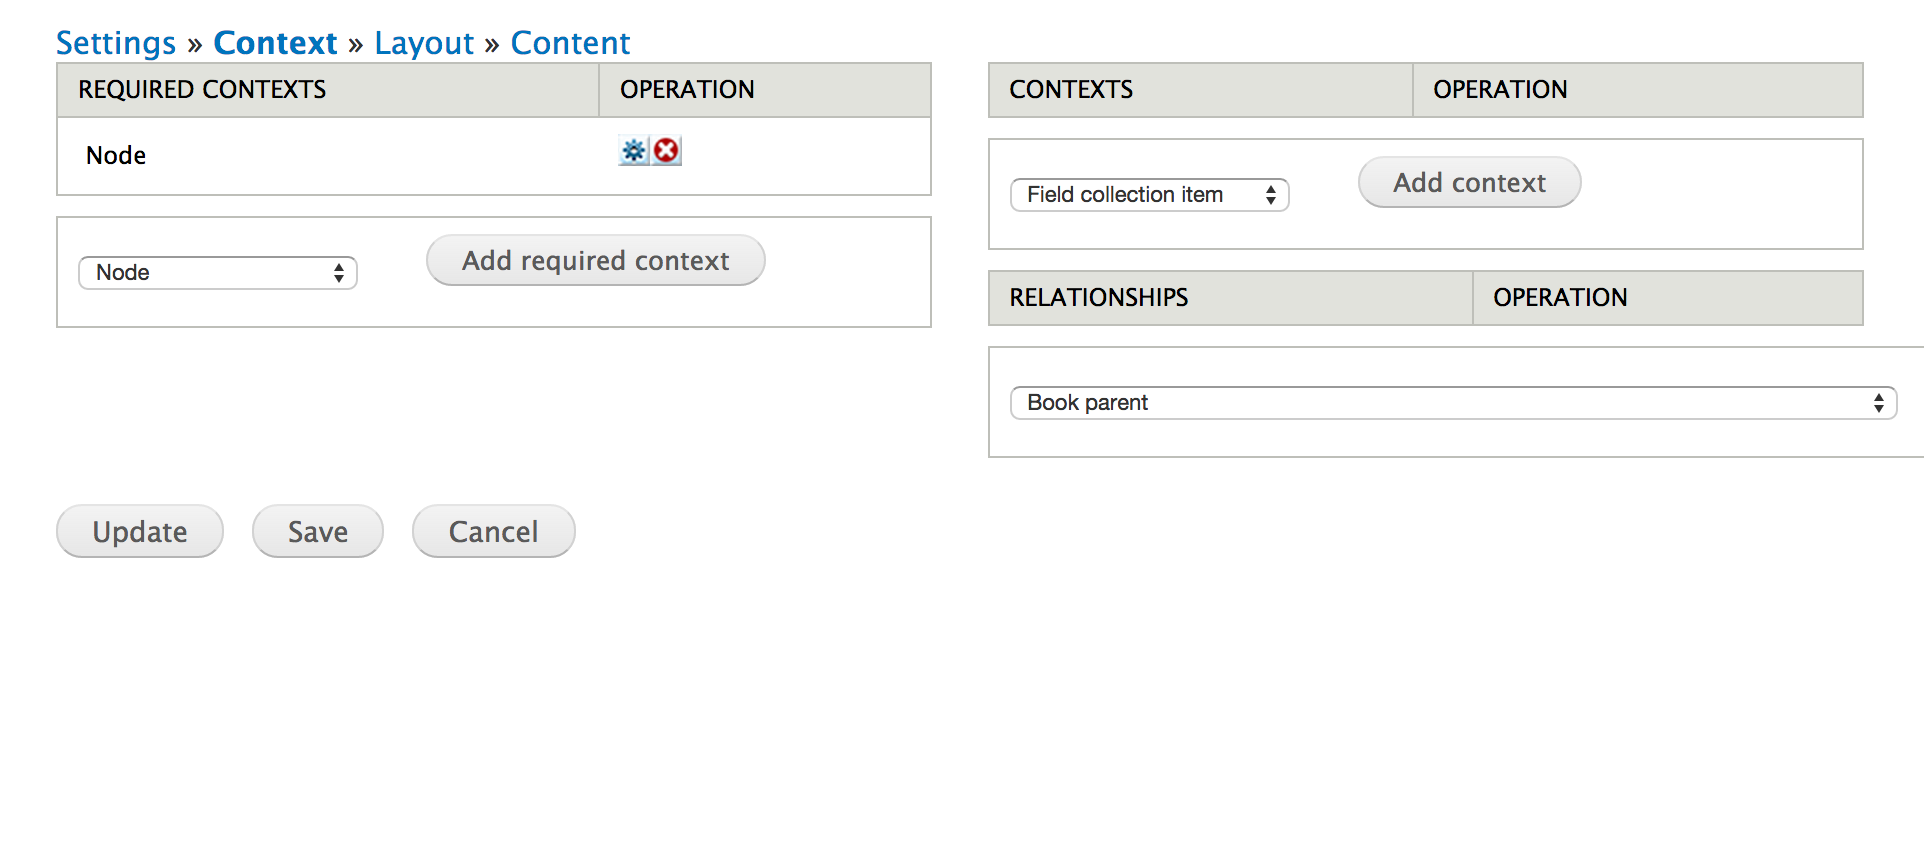 Settings » Context » Layout » Content
REQUIRED CONTEXTS OPERATION
Node
Node Add required context
CONTEXTS OPERATION
Field collection item Add context
RELATIONSHIPS OPERATION
Book parent
Update Save Cancel